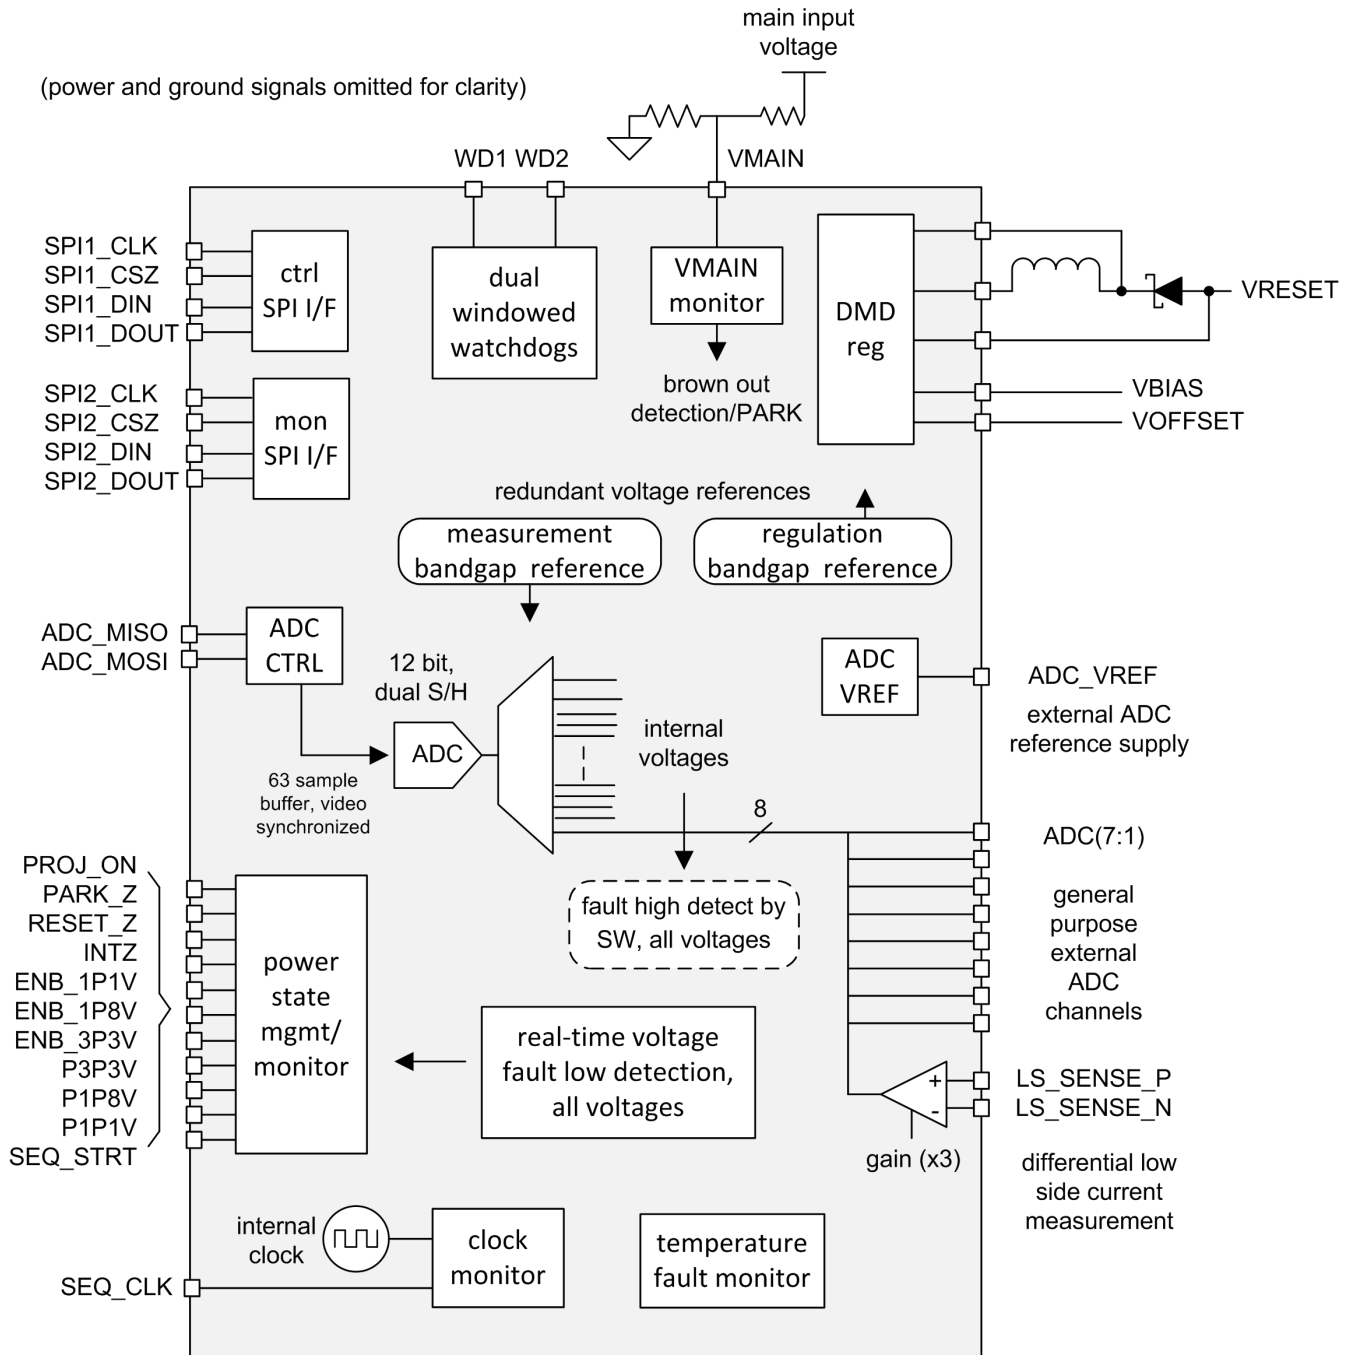 main input
voltage
(power and ground signals omitted for clarity)
WD1 WD2
VMAIN
SPI1_CLK
SPI1_CSZ
SPI1_DIN
SPI1_DOUT
ctrl
SPI I/F
dual
windowed
watchdogs
VMAIN
monitor
brown out
detection/PARK
DMD
reg
VRESET
VBIAS
VOFFSET
SPI2_CLK
SPI2_CSZ
SPI2_DIN
SPI2_DOUT
mon
SPI I/F
redundant voltage references
measurement
bandgap reference
regulation
bandgap reference
ADC_MISO
ADC_MOSI
ADC
CTRL
12 bit,
dual S/H
ADC
63 sample
buffer, video
synchronized
internal
voltages
ADC
VREF
ADC_VREF
external ADC
reference supply
8
ADC(7:1)
general
purpose
external
ADC
channels
fault high detect by
SW, all voltages
PROJ_ON
PARK_Z
RESET_Z
INTZ
ENB_1P1V
ENB_1P8V
ENB_3P3V
P3P3V
P1P8V
P1P1V
SEQ_STRT
power
state
mgmt/
monitor
real-time voltage
fault low detection,
all voltages
+
-
LS_SENSE_P
LS_SENSE_N
gain (x3)
differential low
side current
measurement
internal
clock
clock
monitor
temperature
fault monitor
SEQ_CLK